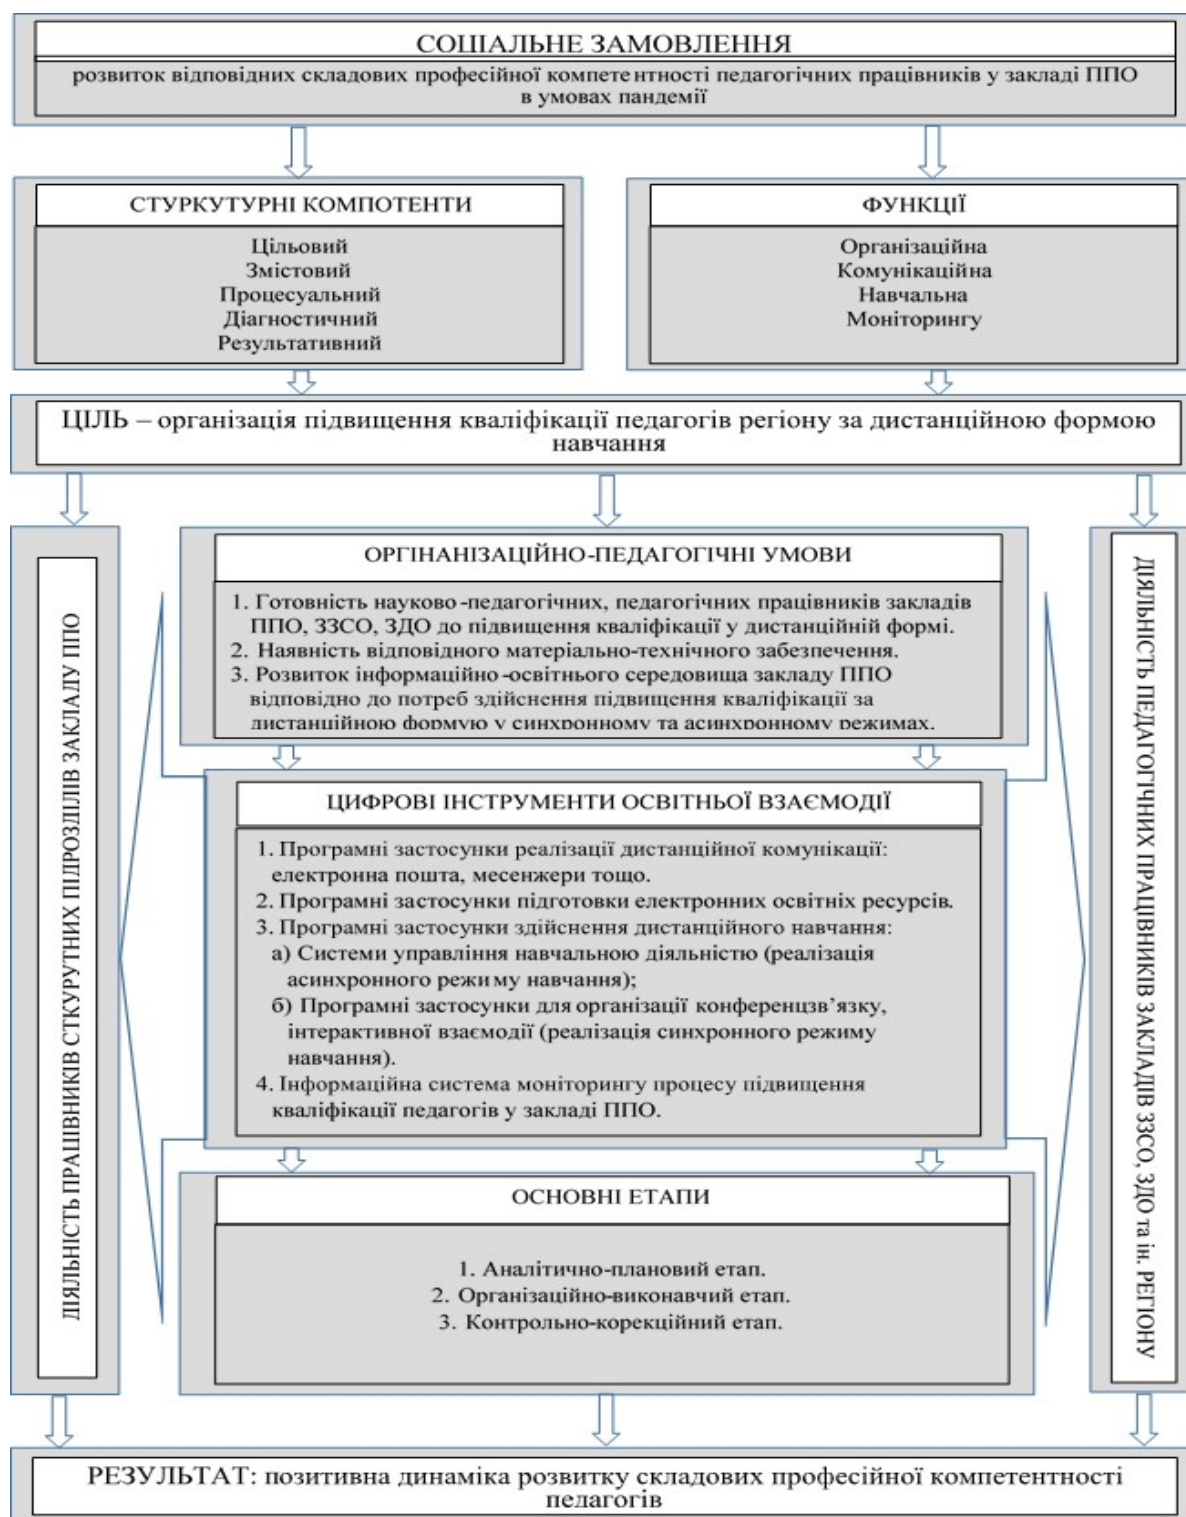 СОЦІАЛЬНЕ ЗАМОВЛЕННЯ
розвиток відповідних складових професійної компетентності педагогічних працівників у закладі ППО
в умовах пандемії
СТУРКУТУРНІ КОМПОТЕНТИ
Цільовий
Змістовий
Процесуальний
Діагностичний
Результативний
ФУНКЦІЇ
Організаційна
Комунікаційна
Навчальна
Моніторингу
ЦІЛЬ – організація підвищення кваліфікації педагогів регіону за дистанційною формою
навчання
ДІЯЛЬНІСТЬ ПРАЦІВНИКІВ СТКУРУТНИХ ПІДРОЗДІЛІВ ЗАКЛАДУ ППО
ОРГІНАНІЗАЦІЙНО-ПЕДАГОГІЧНІ УМОВИ
1. Готовність науково-педагогічних, педагогічних працівників закладів
ППО, ЗЗСО, ЗДО до підвищення кваліфікації у дистанційній формі.
2. Наявність відповідного матеріально-технічного забезпечення.
3. Розвиток інформаційно-освітнього середовища закладу ППО
відповідно до потреб здійснення підвищення кваліфікації за
дистанційною формую у синхронному та асинхронному режимах.
ЦИФРОВІ ІНСТРУМЕНТИ ОСВІТНЬОЇ ВЗАЄМОДІЇ
1. Програмні застосунки реалізації дистанційної комунікації:
електронна пошта, месенжери тощо.
2. Програмні застосунки підготовки електронних освітніх ресурсів.
3. Програмні застосунки здійснення дистанційного навчання:
а) Системи управління навчальною діяльністю (реалізація
асинхронного режиму навчання);
б) Програмні застосунки для організації конференцзв’язку,
інтерактивної взаємодії (реалізація синхронного режиму
навчання).
4. Інформаційна система моніторингу процесу підвищення
кваліфікації педагогів у закладі ППО.
ОСНОВНІ ЕТАПИ
1. Аналітично-плановий етап.
2. Організаційно-виконавчий етап.
3. Контрольно-корекційний етап.
ДІЯЛЬНІСТЬ ПЕДАГОГІЧНИХ ПРАЦІВНИКІВ ЗАКЛАДІВ ЗЗСО, ЗДО та ін. РЕГІОНУ
РЕЗУЛЬТАТ: позитивна динаміка розвитку складових професійної компетентності
педагогів